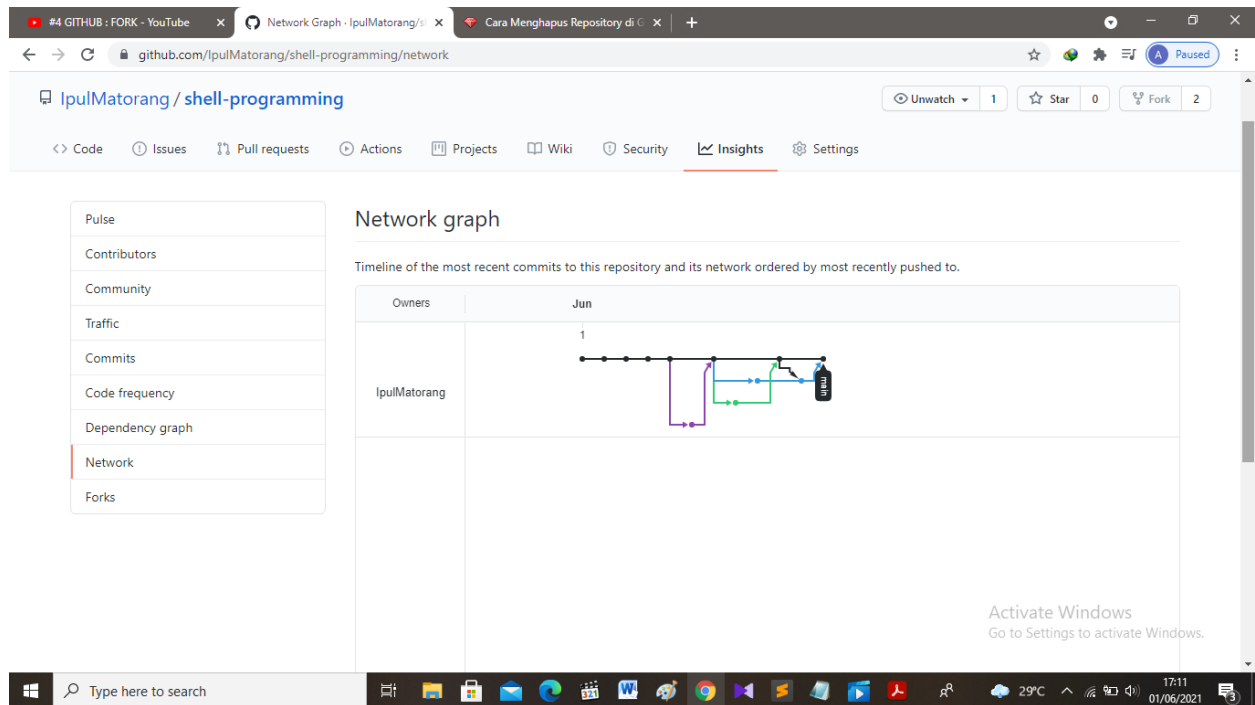 #4 GITHUB : FORK - YouTube
Network Graph · IpulMatorang/s
Cara Menghapus Repository di G
github.com/IpulMatorang/shell-programming/network
A Paused
IpulMatorang / shell-programming
Unwatch 1
Star 0
Fork 2
<> Code
Issues
Pull requests
Actions
Projects
Wiki
Security
Insights
Settings
Pulse
Contributors
Community
Traffic
Commits
Code frequency
Dependency graph
Network
Forks
Network graph
Timeline of the most recent commits to this repository and its network ordered by most recently pushed to.
Owners
Jun
1
IpulMatorang
main
Activate Windows
Go to Settings to activate Windows.
Type here to search
321
29°C
17:11
01/06/2021
3